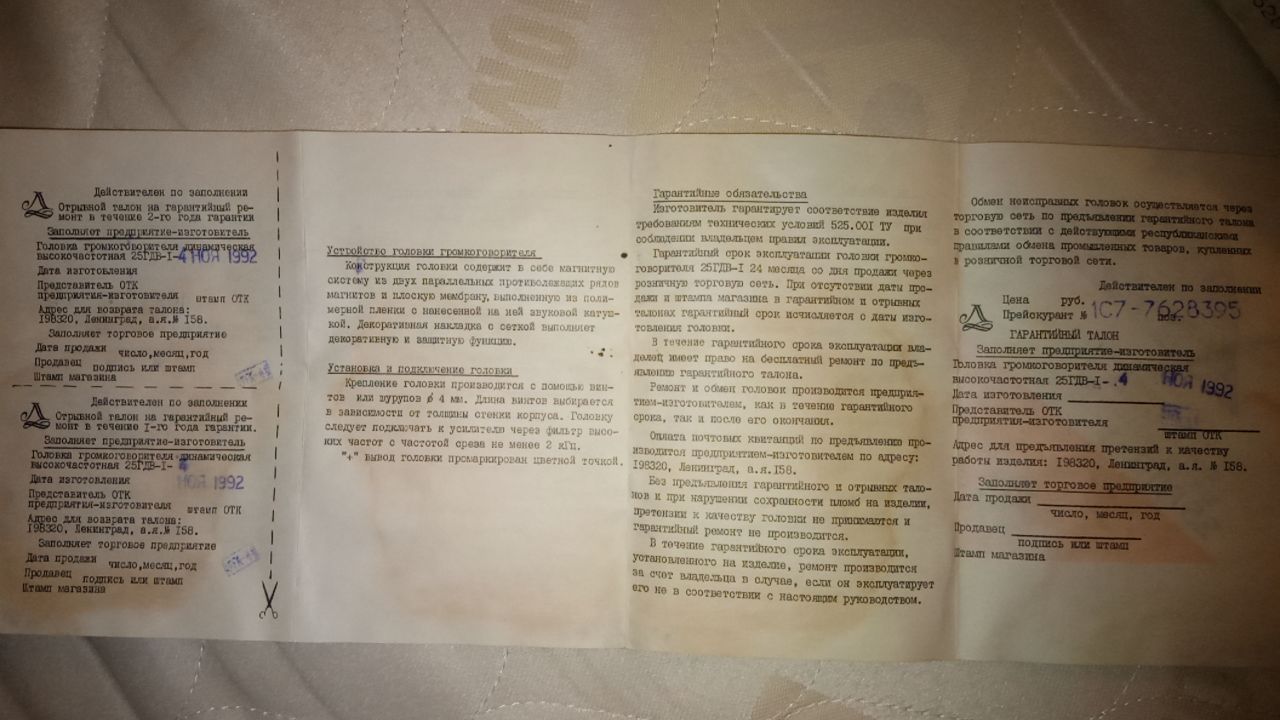 Действителен по заполнении
Отрывной талон на гарантийный ре-
монт в течение 2-го года гарантии
Заполняет предприятие-изготовитель
Головка громкоговорителя динамическая
высокочастотная 25ГДВ-I-4 НОЯ 1992
Дата изготовления
Представитель ОТК
предприятия-изготовителя штамп ОТК
Адрес для возврата талона:
I98320, Ленинград, а.я.№ I58.
Заполняет торговое предприятие
Дата продажи число,месяц,год
Продавец подпись или штамп
Штамп магазина
Действителен по заполнении
Отрывной талон на гарантийный ре-
монт в течение I-го года гарантии.
Заполняет предприятие-изготовитель
Головка громкоговорителя динамическая
высокочастотная 25ГДВ-I- 4
Дата изготовления НОЯ 1992
Представитель ОТК
предприятия-изготовителя штамп ОТК
Адрес для возврата талона:
I98320, Ленинград, а.я.№ I58.
Заполняет торговое предприятие
Дата продажи число,месяц,год
Продавец подпись или штамп
Штамп магазина
Устройство головки громкоговорителя
Конструкция головки содержит в себе магнитную
систему из двух параллельных противолежащих рядов
магнитов и плоскую мембрану, выполненную из поли-
мерной пленки с нанесенной на ней звуковой катуш-
кой. Декоративная накладка с сеткой выполняет
декоративную и защитную функцию.
Установка и подключение головки
Крепление головки производится с помощью вин-
тов или шурупов ∅ 4 мм. Длина винтов выбирается
в зависимости от толщины стенки корпуса. Головку
следует подключать к усилителю через фильтр высо-
ких частот с частотой среза не менее 2 кГц.
"+" вывод головки промаркирован цветной точкой.
Гарантийные обязательства
Изготовитель гарантирует соответствие изделия
требованиям технических условий 525.00I ТУ при
соблюдении владельцем правил эксплуатации.
Гарантийный срок эксплуатации головки громко-
говорителя 25ГДВ-I 24 месяца со дня продажи через
розничную торговую сеть. При отсутствии даты про-
дажи и штампа магазина в гарантийном и отрывных
талонах гарантийный срок исчисляется с даты изго-
товления головки.
В течение гарантийного срока эксплуатации вла-
делец имеет право на бесплатный ремонт по предъ-
явлению гарантийного талона.
Ремонт и обмен головок производится предприя-
тием-изготовителем, как в течение гарантийного
срока, так и после его окончания.
Оплата почтовых квитанций по предъявлению про-
изводится предприятием-изготовителем по адресу:
I98320, Ленинград, а.я.I58.
Без предъявления гарантийного и отрывных тало-
нов и при нарушении сохранности пломб на изделии,
претензии к качеству головки не принимаются и
гарантийный ремонт не производится.
В течение гарантийного срока эксплуатации,
установленного на изделие, ремонт производится
за счет владельца в случае, если он эксплуатирует
его не в соответствии с настоящим руководством.
Обмен неисправных головок осуществляется через
торговую сеть по предъявлении гарантийного талона
в соответствии с действующими республиканскими
правилами обмена промышленных товаров, купленных
в розничной торговой сети.
Действителен по заполнении
Цена руб.
Прейскурант № 1С7-7628395 поз.
ГАРАНТИЙНЫЙ ТАЛОН
Заполняет предприятие-изготовитель
Головка громкоговорителя динамическая
высокочастотная 25ГДВ-I- 4 НОЯ 1992
Дата изготовления
Представитель ОТК
предприятия-изготовителя
штамп ОТК
Адрес для предъявления претензий к качеству
работы изделия: I98320, Ленинград, а.я. № I58.
Заполняет торговое предприятие
Дата продажи
число, месяц, год
Продавец
подпись или штамп
Штамп магазина